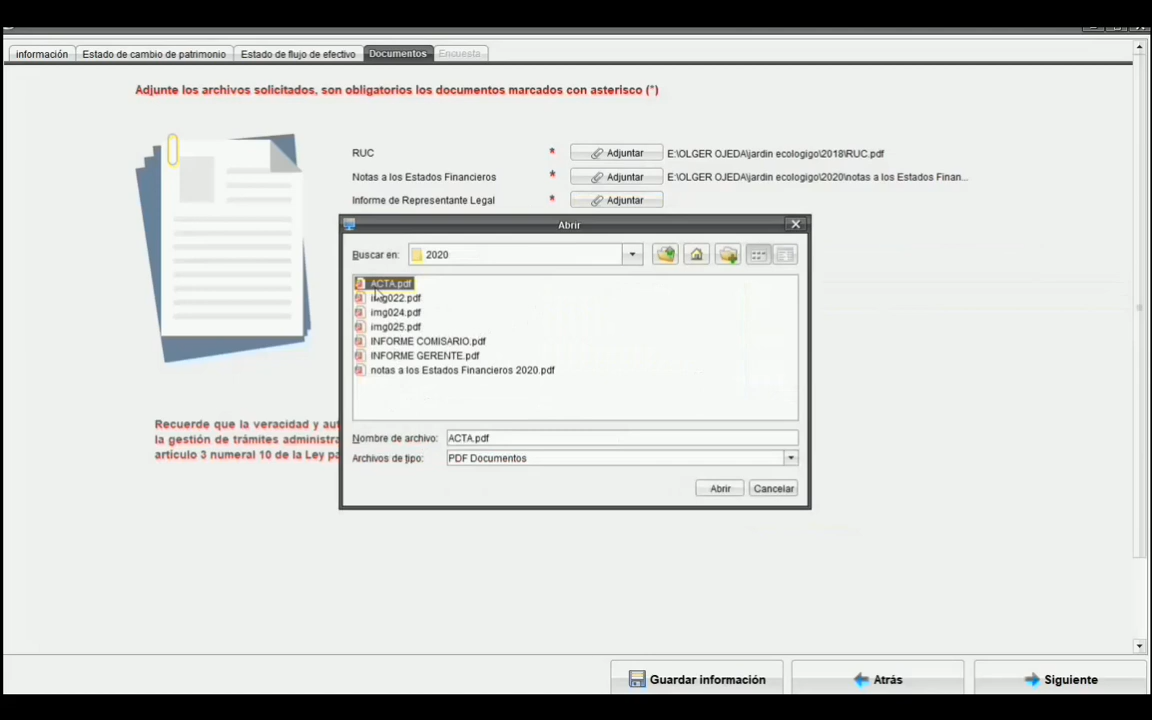 información Estado de cambio de patrimonio Estado de flujo de efectivo Documentos Encuesta
Adjunte los archivos solicitados, son obligatorios los documentos marcados con asterisco (*)
RUC * Adjuntar E:\OLGER OJEDA\jardin ecologigo\2018\RUC.pdf
Notas a los Estados Financieros * Adjuntar E:\OLGER OJEDA\jardin ecologigo\2020\notas a los Estados Finan...
Informe de Representante Legal * Adjuntar
Abrir
Buscar en: 2020
ACTA.pdf
img022.pdf
img024.pdf
img025.pdf
INFORME COMISARIO.pdf
INFORME GERENTE.pdf
notas a los Estados Financieros 2020.pdf
Nombre de archivo: ACTA.pdf
Archivos de tipo: PDF Documentos
Abrir Cancelar
Recuerde que la veracidad y aut
la gestión de trámites administra
artículo 3 numeral 10 de la Ley pa
Guardar información Atrás Siguiente